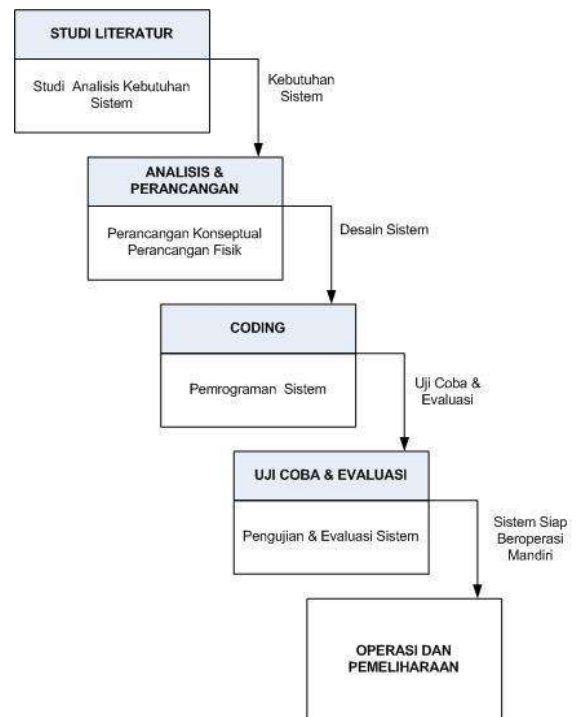 STUDI LITERATUR
Studi Analisis Kebutuhan
Sistem
Kebutuhan
Sistem
ANALISIS &
PERANCANGAN
Perancangan Konseptual
Perancangan Fisik
Desain Sistem
CODING
Pemrograman Sistem
Uji Coba &
Evaluasi
UJI COBA & EVALUASI
Pengujian & Evaluasi Sistem
Sistem Siap
Beroperasi
Mandiri
OPERASI DAN
PEMELIHARAAN